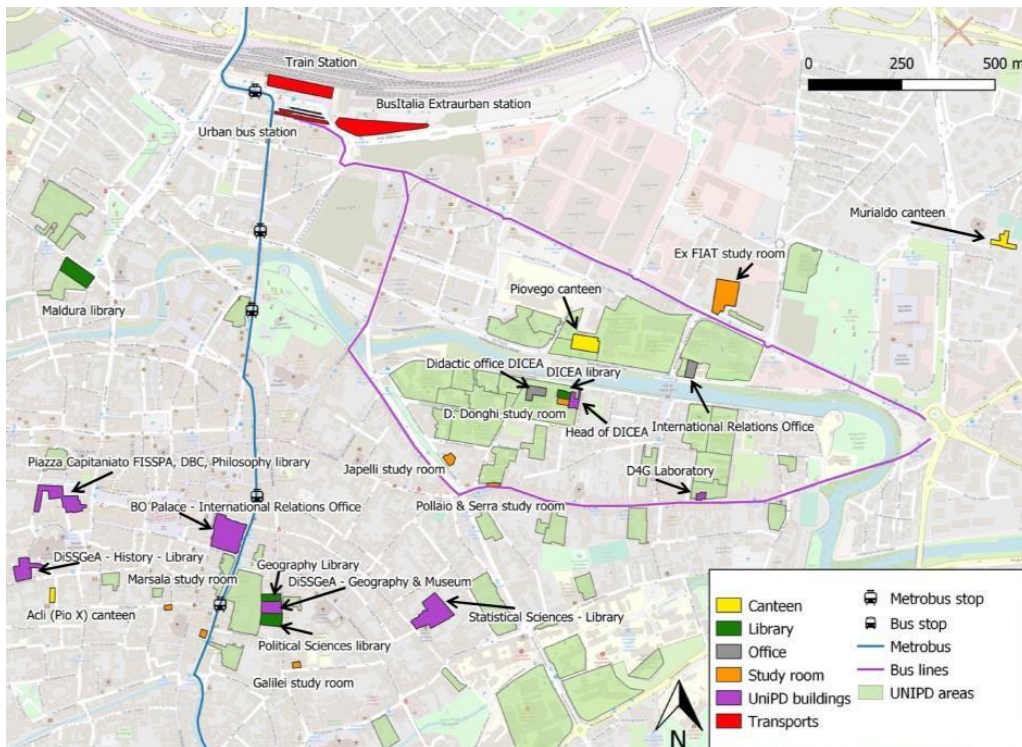 Train Station
0 250 500 m
BusItalia Extraurban station
Urban bus station
Murialdo canteen
Ex FIAT study room
Piovego canteen
Maldura library
Didactic office DICEA
DICEA library
D. Donghi study room
Head of DICEA
International Relations Office
Japelli study room
D4G Laboratory
Piazza Capitaniato FISSPA, DBC, Philosophy library
BO Palace - International Relations Office
Pollaio & Serra study room
DiSSGeA - History - Library
Geography Library
Marsala study room
DiSSGeA - Geography & Museum
Acli (Pio X) canteen
Statistical Sciences - Library
Political Sciences library
Galilei study room
N
Canteen
Library
Office
Study room
UniPD buildings
Transports
Metrobus stop
Bus stop
Metrobus
Bus lines
UNIPD areas